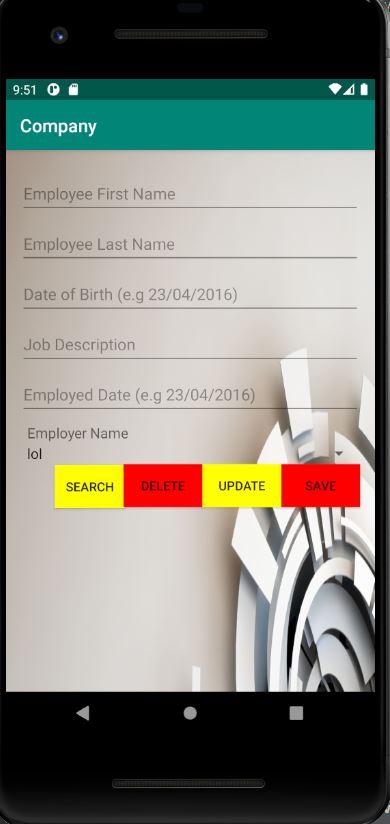 9:51
Company
Employee First Name
Employee Last Name
Date of Birth (e.g 23/04/2016)
Job Description
Employed Date (e.g 23/04/2016)
Employer Name
lol
SEARCH DELETE UPDATE SAVE